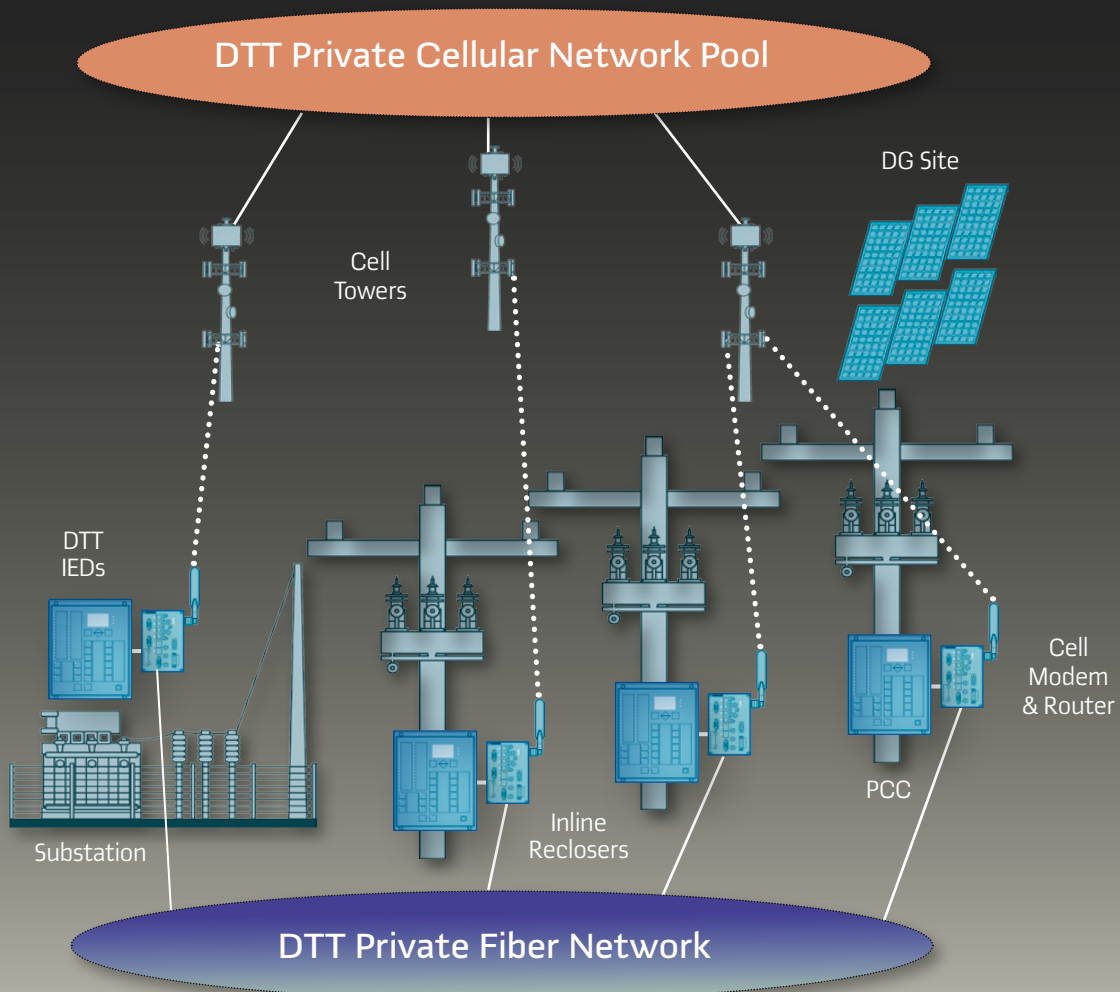 DTT Private Cellular Network Pool
DG Site
Cell
Towers
DTT
IEDs
Cell
Modem
& Router
PCC
Inline
Reclosers
Substation
DTT Private Fiber Network